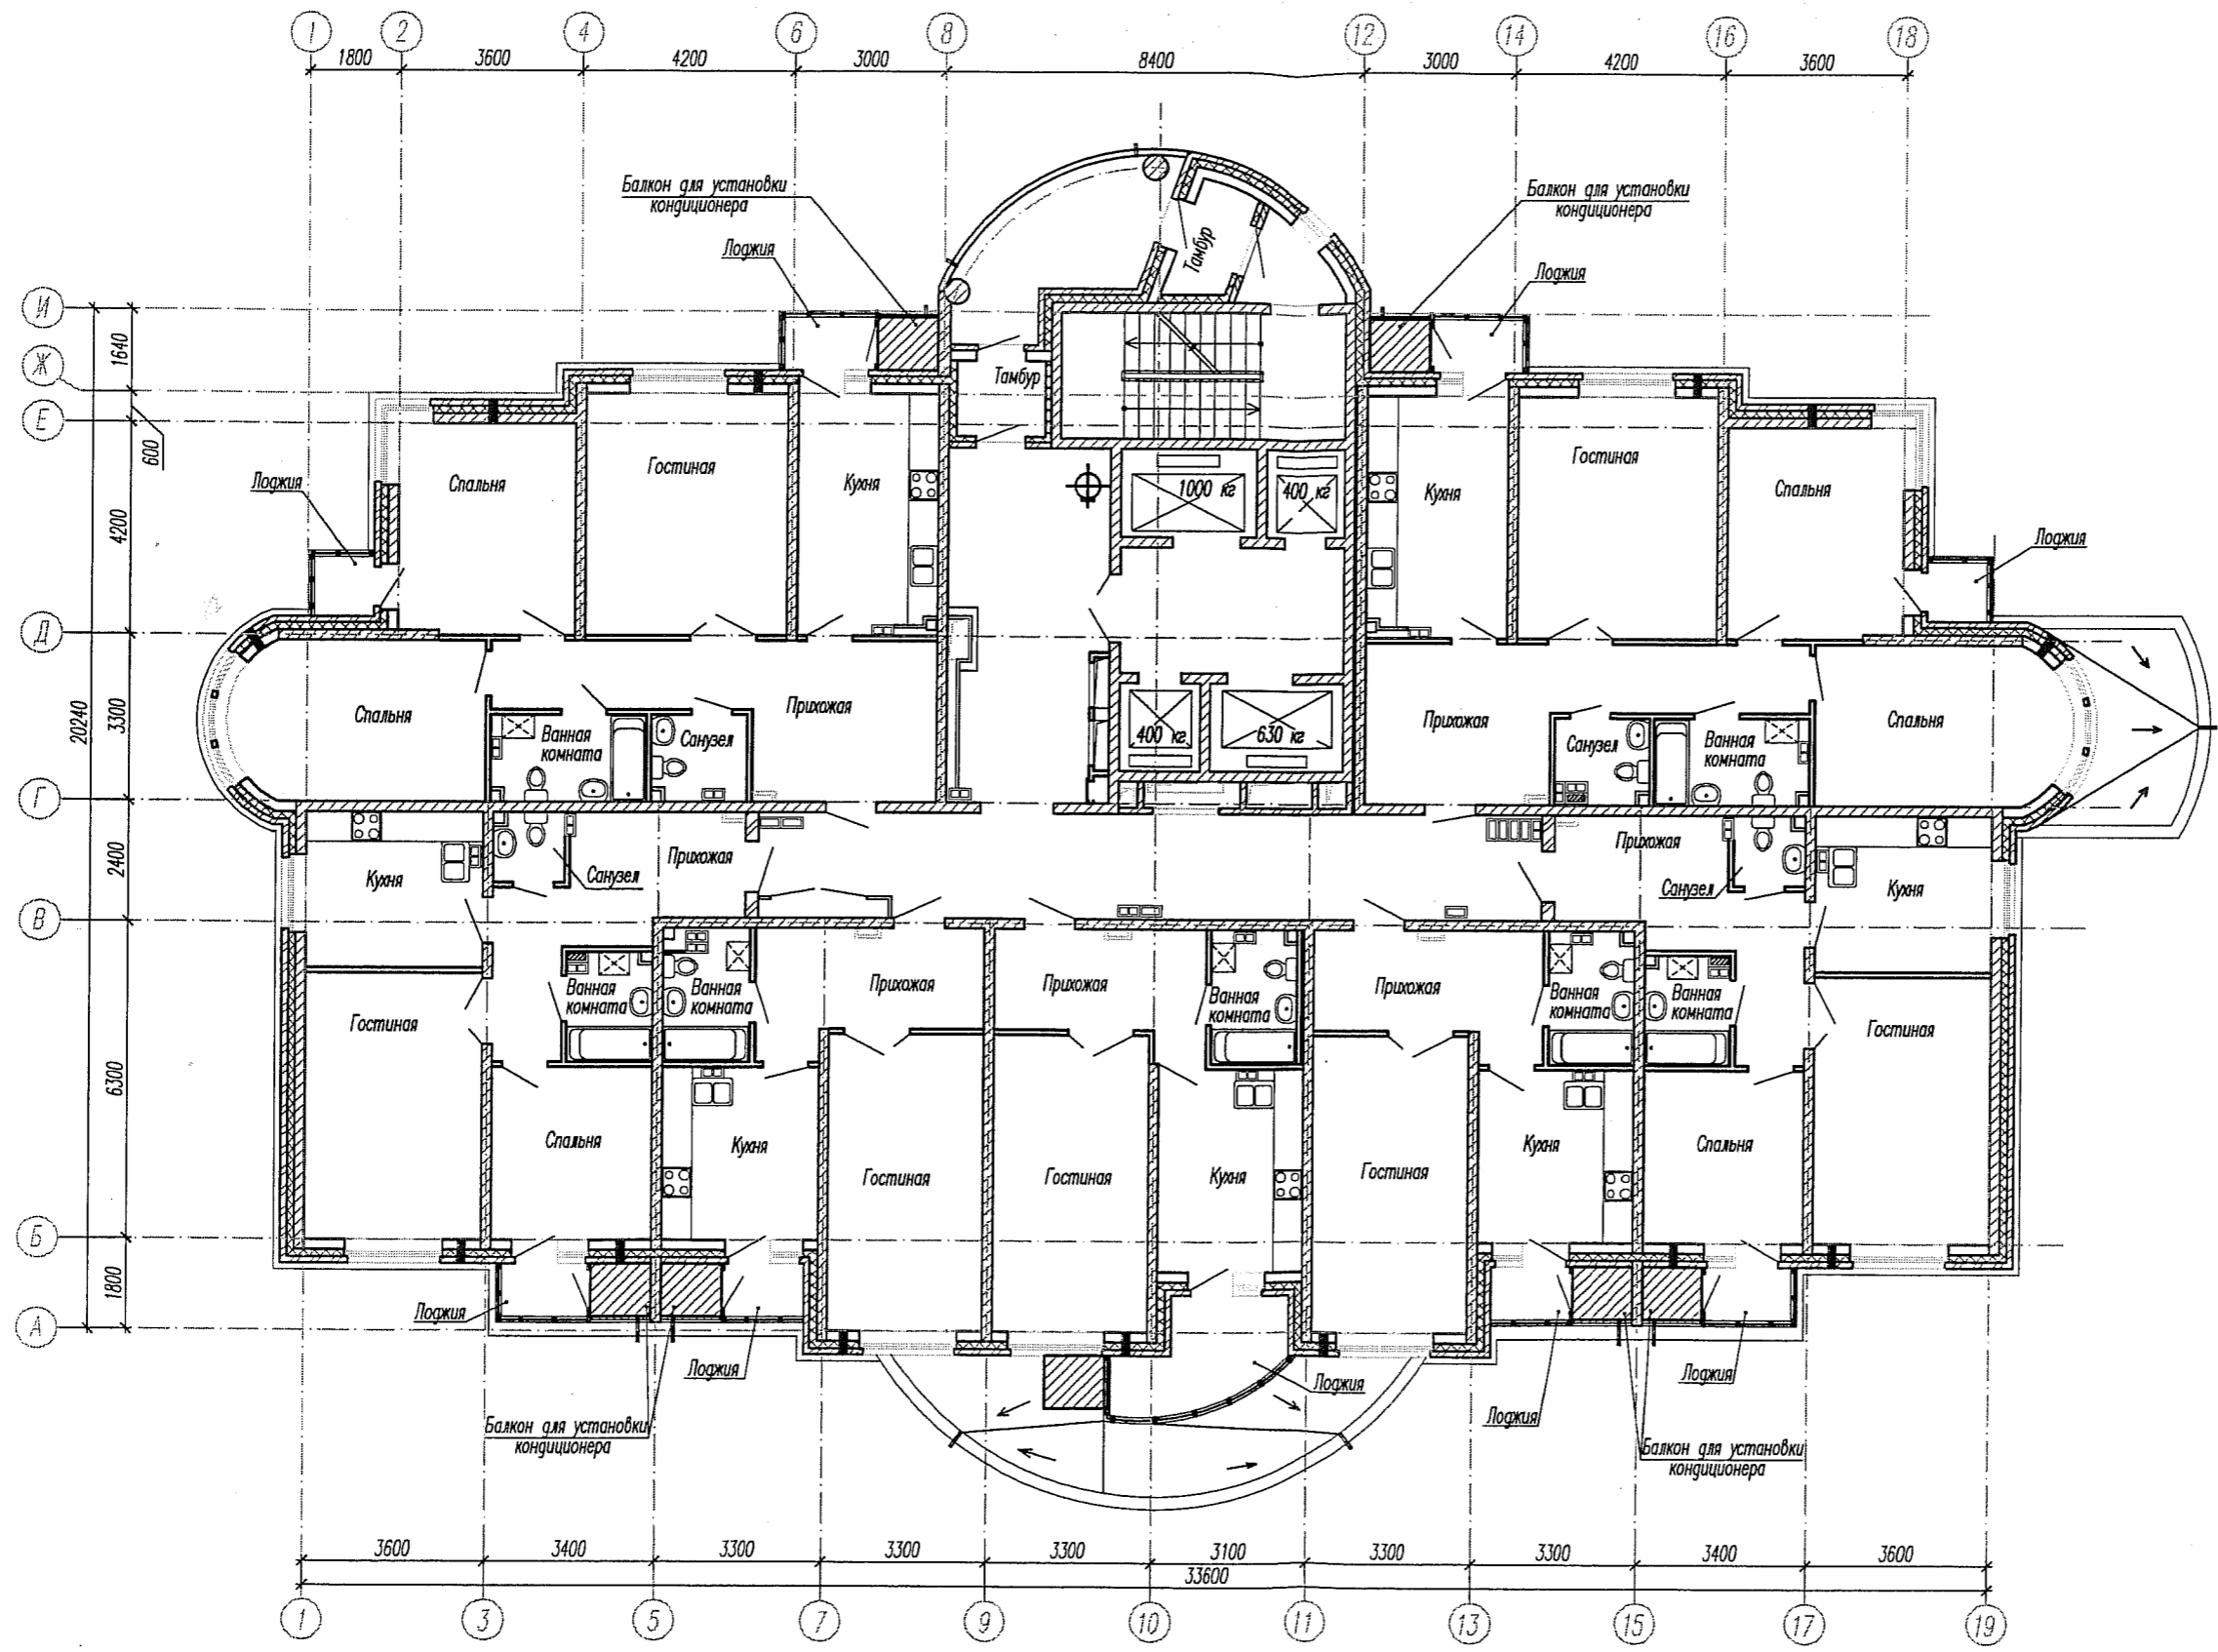 1 2 4 6 8 12 14 16 18
1800 3600 4200 3000 8400 3000 4200 3600
Балкон для установки
кондиционера
Балкон для установки
кондиционера
Лоджия
Тамбур
Лоджия
И
Ж
Е
Д
Г
В
Б
А
1640
600
4200
3300
2400
6300
1800
20240
Тамбур
Лоджия
Спальня
Гостиная
Кухня
1000 кг
400 кг
Кухня
Гостиная
Спальня
Лоджия
Спальня
Ванная
комната
Санузел
Прихожая
400 кг
630 кг
Прихожая
Санузел
Ванная
комната
Спальня
Кухня
Санузел
Прихожая
Прихожая
Санузел
Кухня
Гостиная
Ванная
комната
Ванная
комната
Прихожая
Прихожая
Ванная
комната
Прихожая
Ванная
комната
Ванная
комната
Гостиная
Спальня
Кухня
Гостиная
Гостиная
Кухня
Гостиная
Кухня
Спальня
Лоджия
Лоджия
Лоджия
Лоджия
Лоджия
Балкон для установки
кондиционера
Балкон для установки
кондиционера
3600 3400 3300 3300 3300 3100 3300 3300 3400 3600
33600
1 3 5 7 9 10 11 13 15 17 19